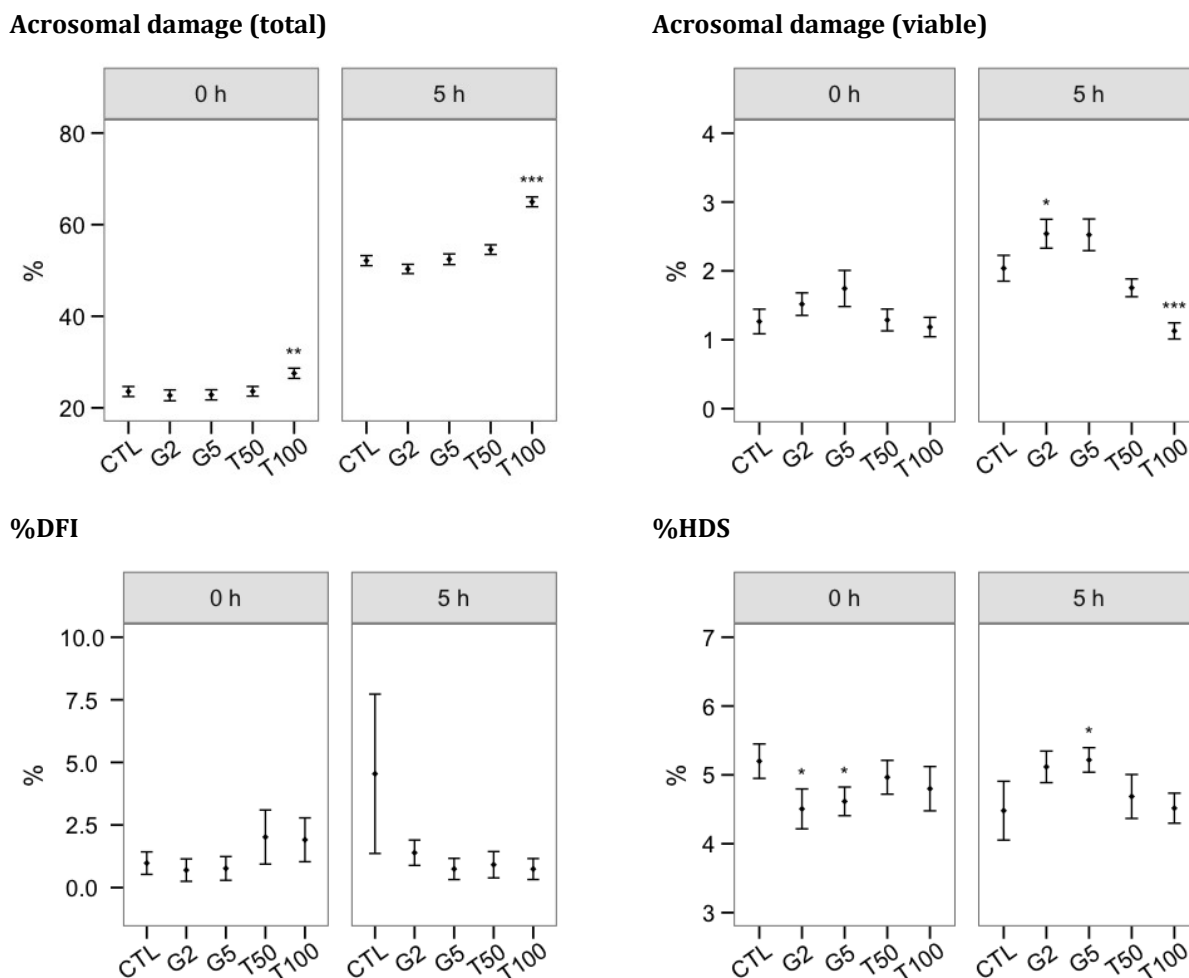 Acrosomal damage (total)
0 h 5 h
80
60
40
20
%
** ***
CTL G2 G5 T50 T100 CTL G2 G5 T50 T100
Acrosomal damage (viable)
0 h 5 h
4
3
2
1
0
%
* ***
CTL G2 G5 T50 T100 CTL G2 G5 T50 T100
%DFI
0 h 5 h
10.0
7.5
5.0
2.5
0.0
%
CTL G2 G5 T50 T100 CTL G2 G5 T50 T100
%HDS
0 h 5 h
7
6
5
4
3
%
* * *
CTL G2 G5 T50 T100 CTL G2 G5 T50 T100